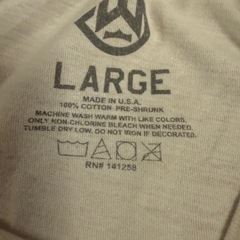 LARGE
MADE IN U.S.A.
100% COTTON PRE-SHRUNK
MACHINE WASH WARM WITH LIKE COLORS.
ONLY NON-CHLORINE BLEACH WHEN NEEDED.
TUMBLE DRY LOW. DO NOT IRON IF DECORATED.
RN# 141258